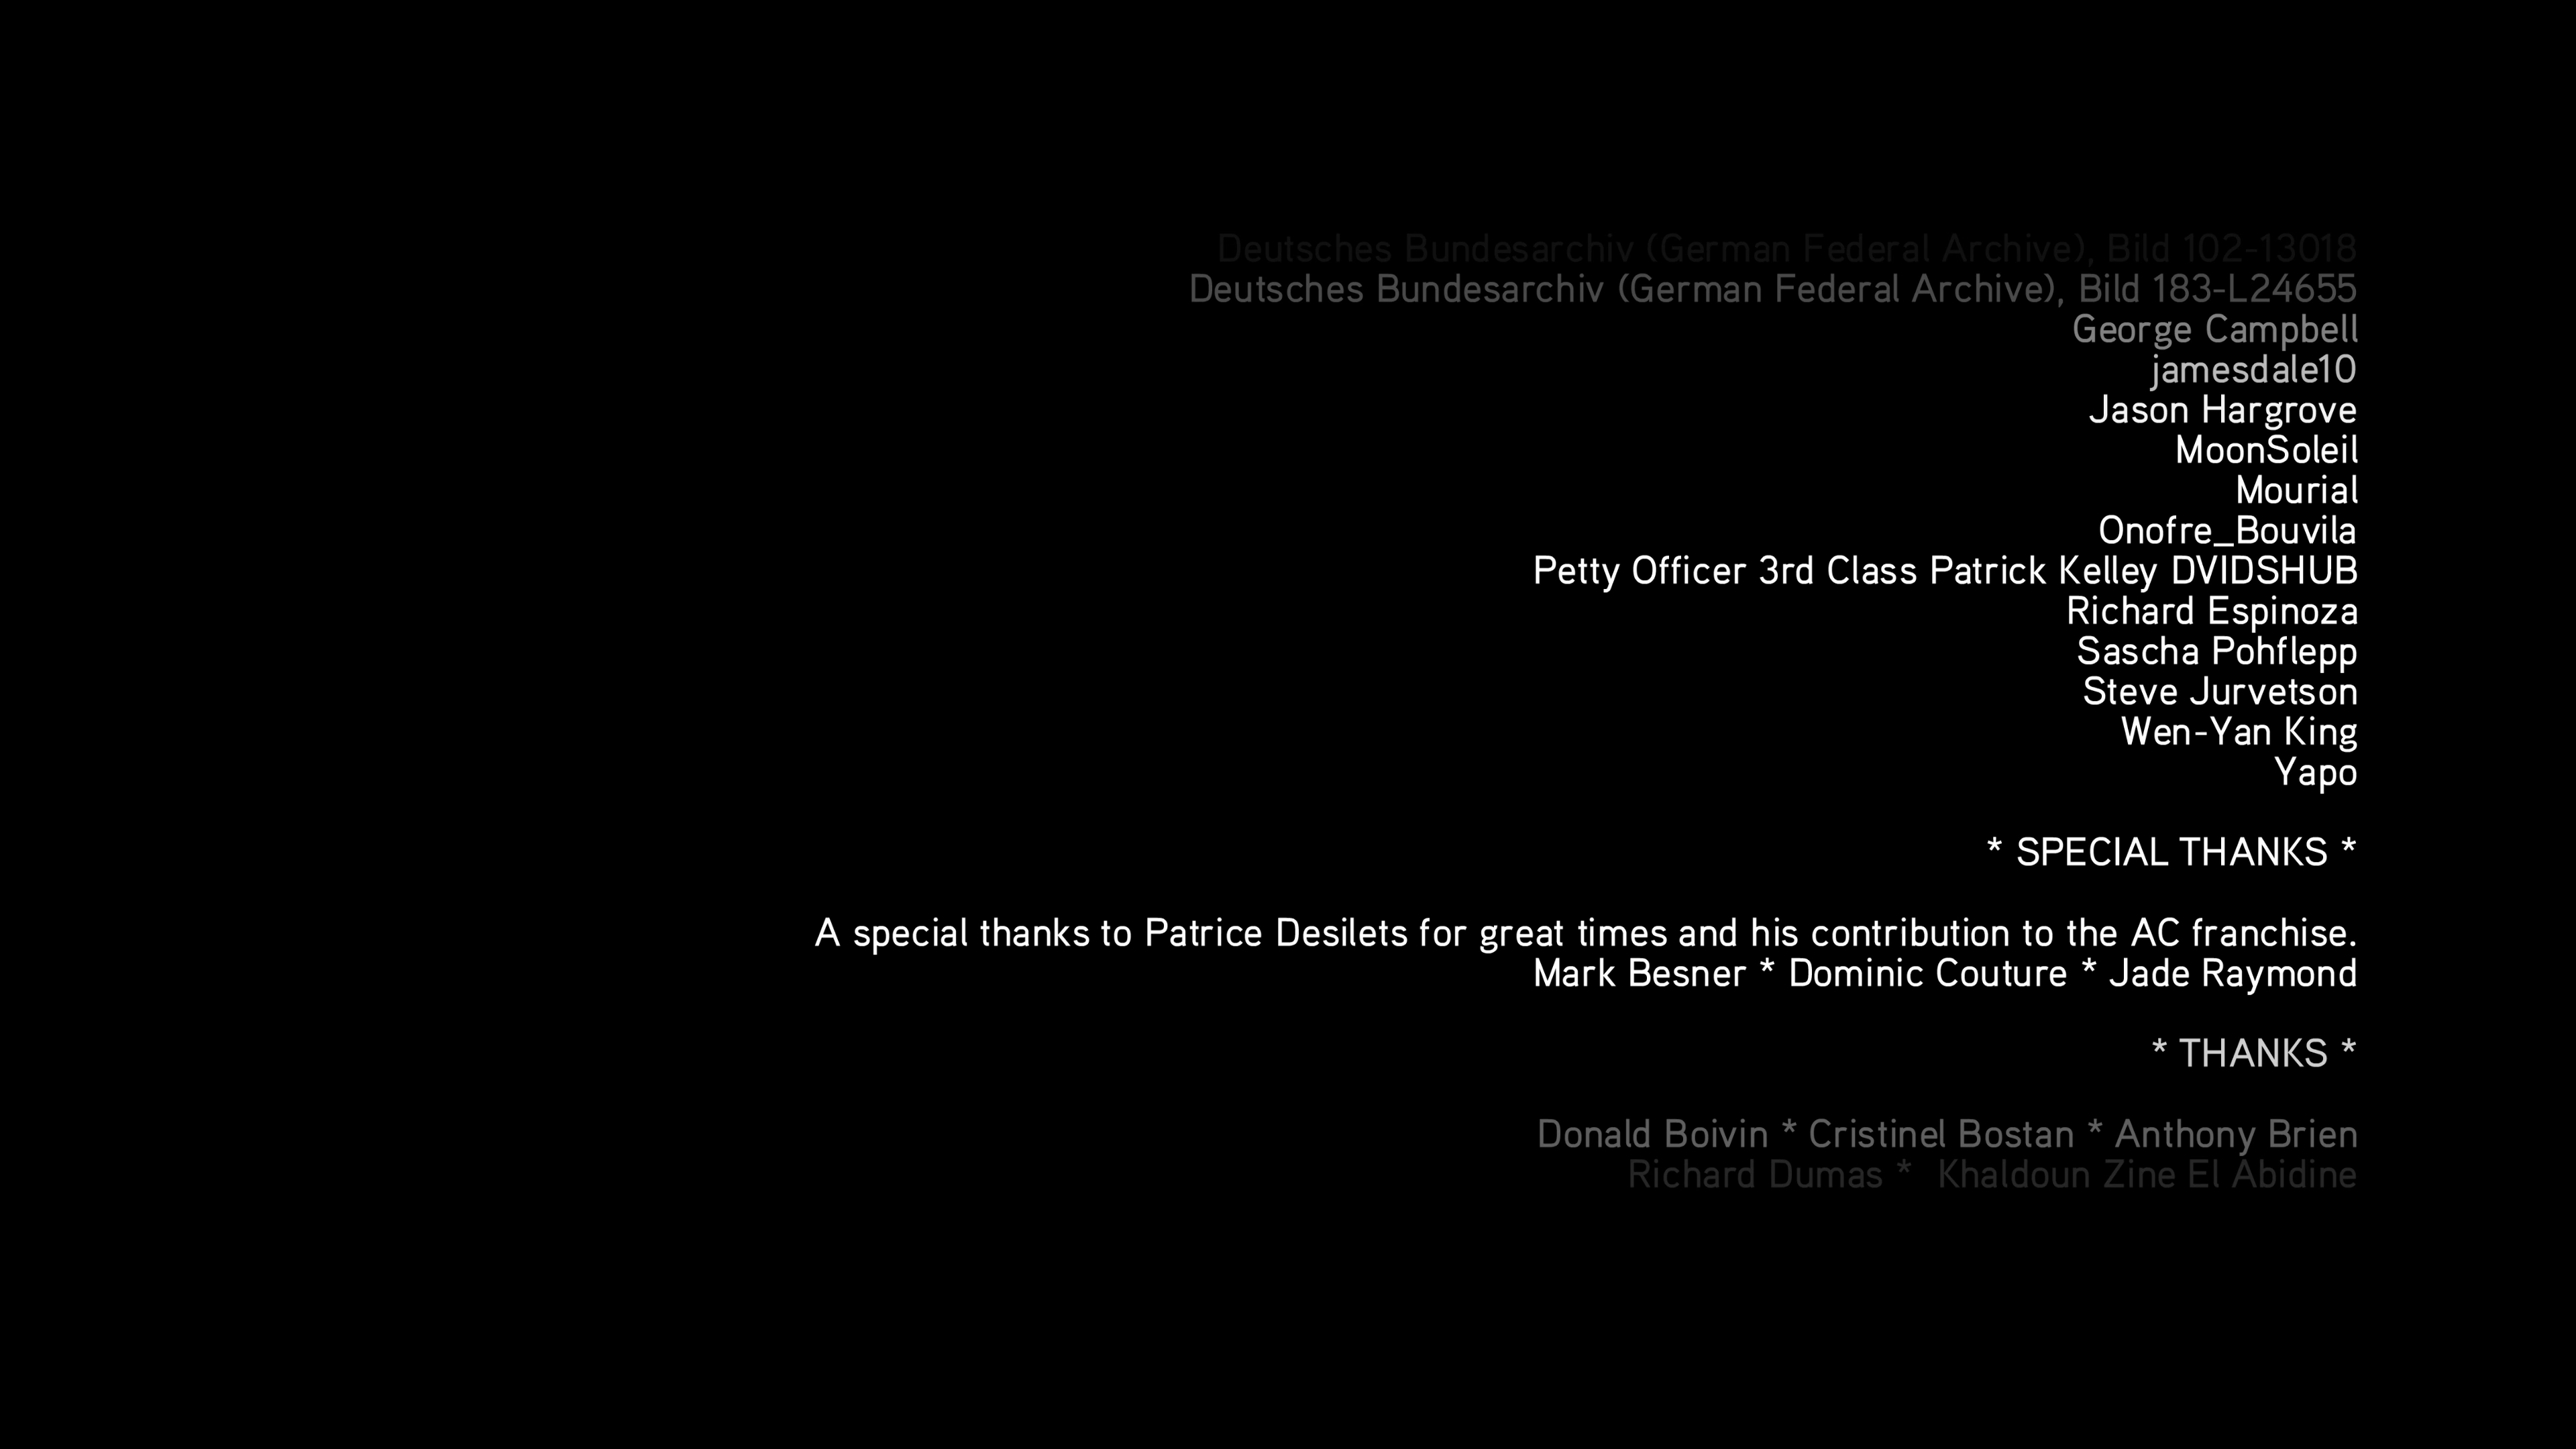 Deutsches Bundesarchiv (German Federal Archive), Bild 102-13018
Deutsches Bundesarchiv (German Federal Archive), Bild 183-L24655
George Campbell
jamesdale10
Jason Hargrove
MoonSoleil
Mourial
Onofre_Bouvila
Petty Officer 3rd Class Patrick Kelley DVIDSHUB
Richard Espinoza
Sascha Pohflepp
Steve Jurvetson
Wen-Yan King
Yapo
* SPECIAL THANKS *
A special thanks to Patrice Desilets for great times and his contribution to the AC franchise.
Mark Besner * Dominic Couture * Jade Raymond
* THANKS *
Donald Boivin * Cristinel Bostan * Anthony Brien
Richard Dumas *  Khaldoun Zine El Abidine